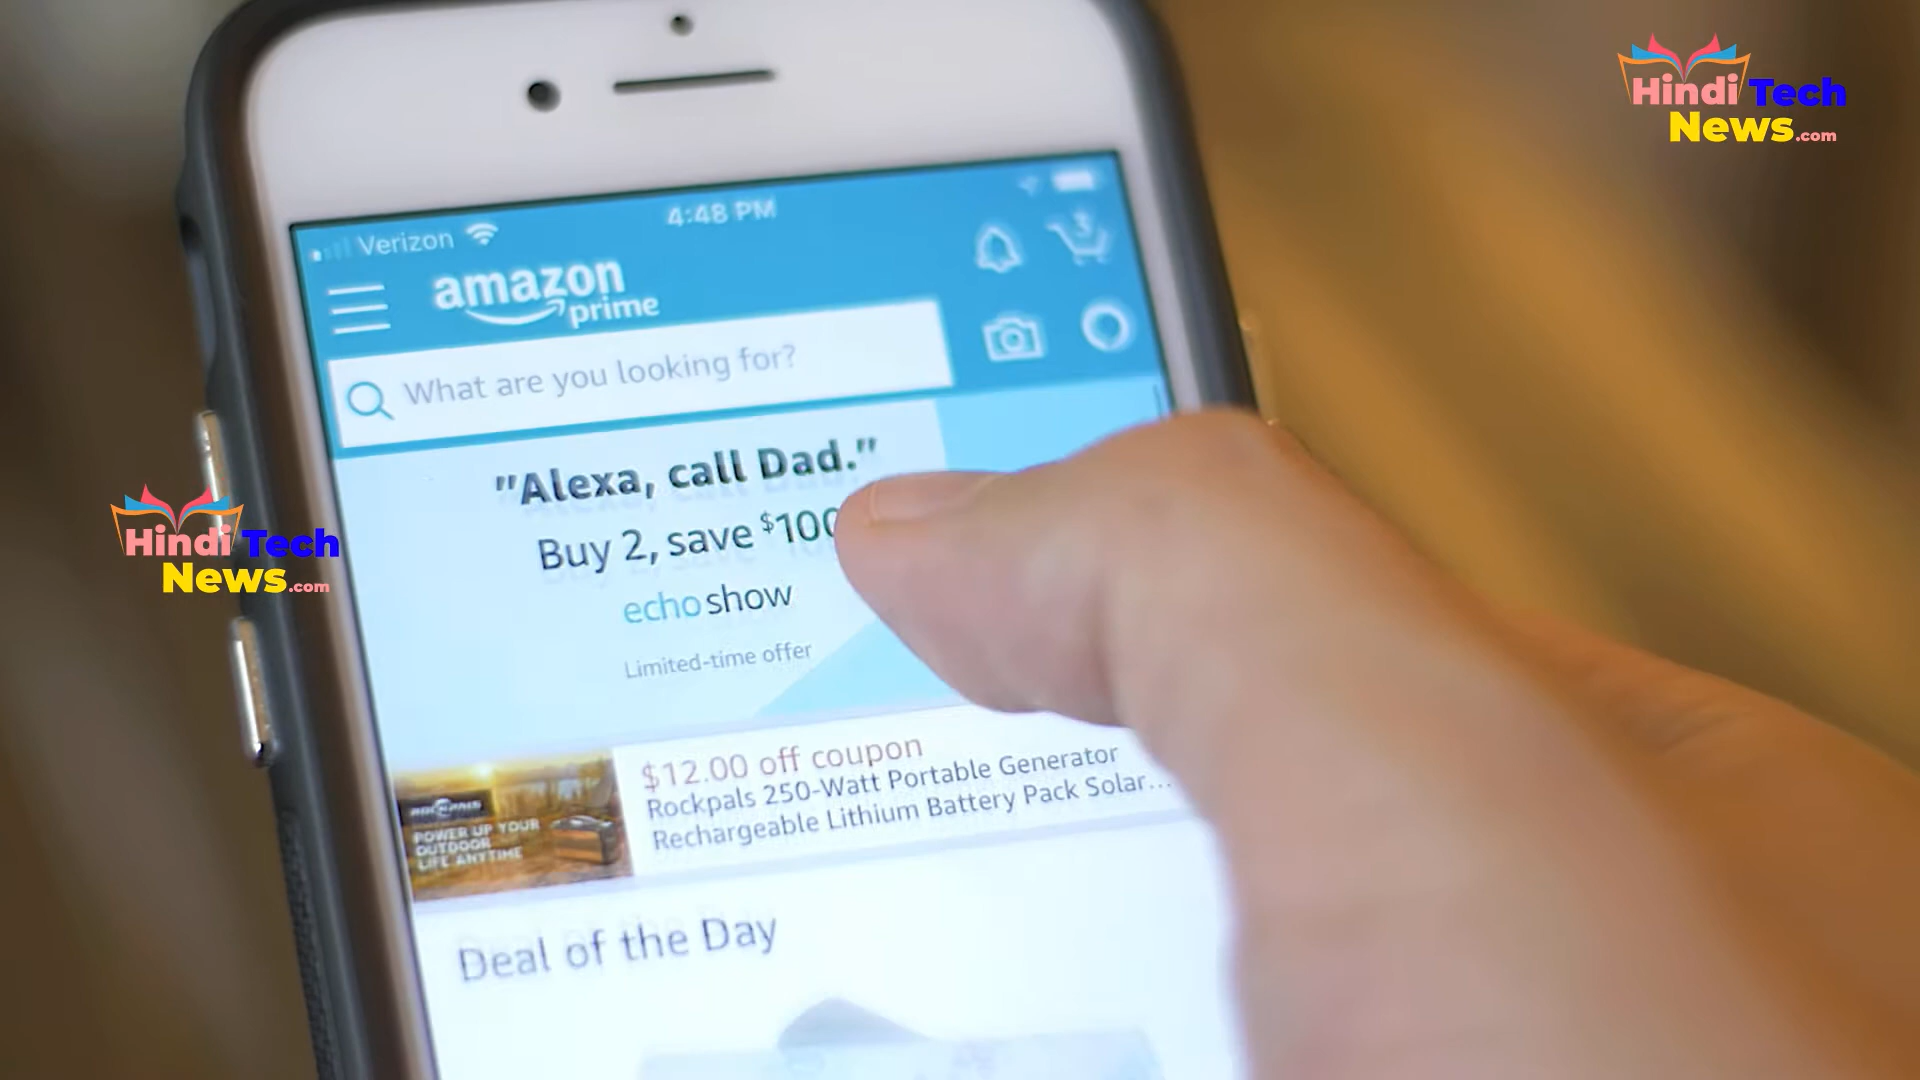 Hindi Tech
News.com
4:48 PM
Verizon
amazon
prime
3
What are you looking for?
"Alexa, call Dad."
Buy 2, save $100
echo show
Limited-time offer
Hindi Tech
News.com
$12.00 off coupon
Rockpals 250-Watt Portable Generator
Rechargeable Lithium Battery Pack Solar...
ROCKPALS
POWER UP YOUR
OUTDOOR
LIFE ANYTIME
Deal of the Day